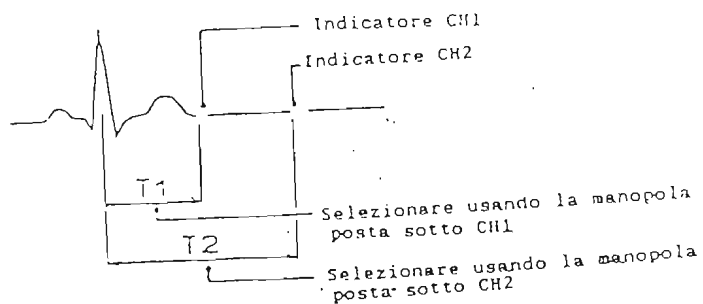 Indicatore CH1
Indicatore CH2
T1
Selezionare usando la manopola
posta sotto CH1
T2
Selezionare usando la manopola
posta sotto CH2